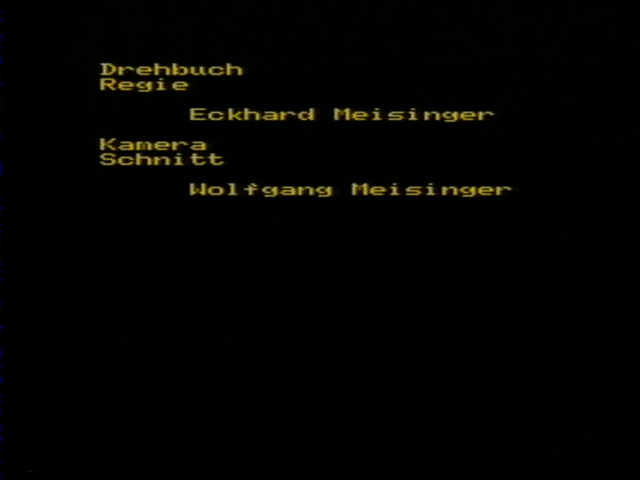 Drehbuch
Regie
Eckhard Meisinger
Kamera
Schnitt
Wolfgang Meisinger